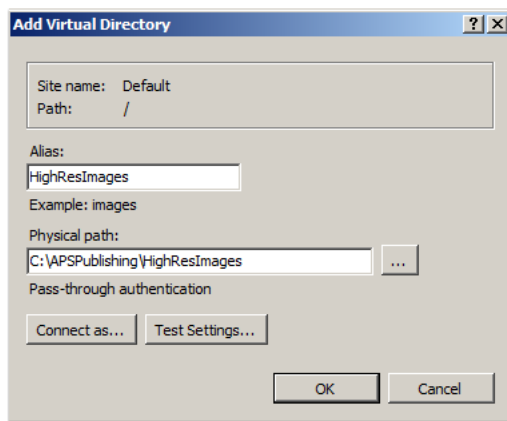 Add Virtual Directory
Site name: Default
Path: /
Alias:
HighResImages
Example: images
Physical path:
C:\APSPublishing\HighResImages
...
Pass-through authentication
Connect as... Test Settings...
OK Cancel